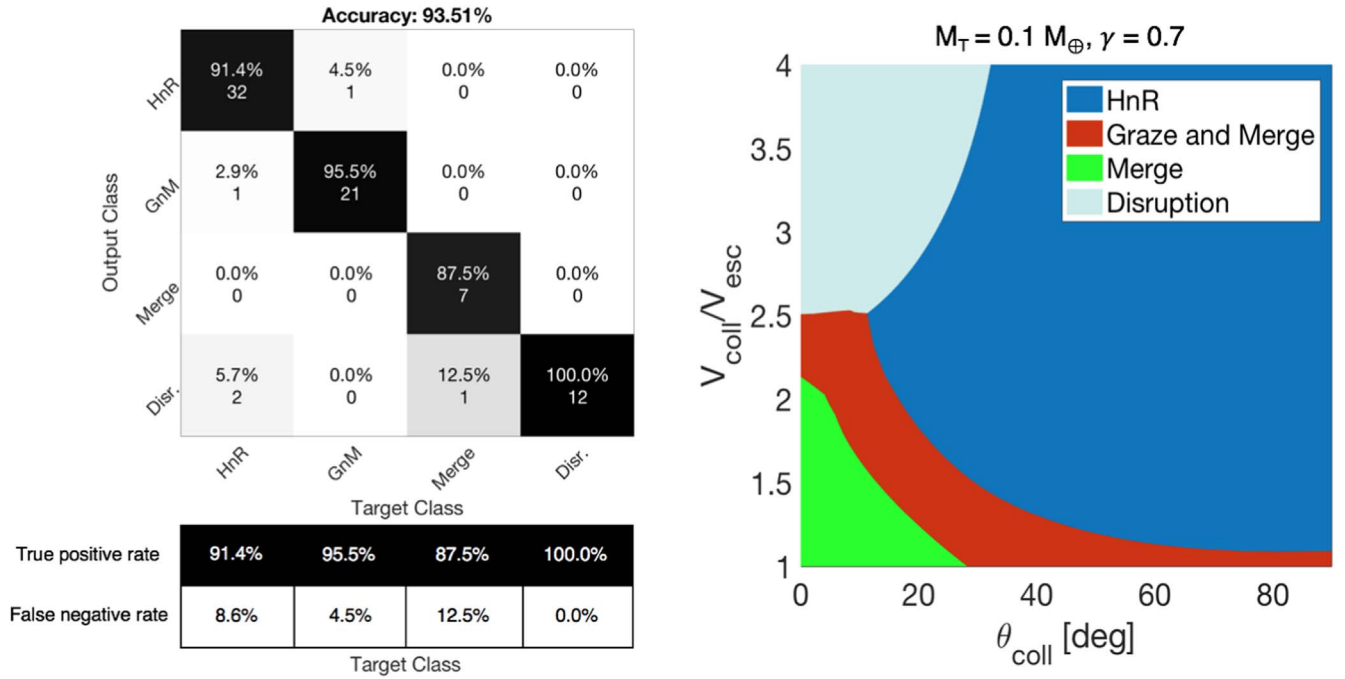 Accuracy: 93.51%
HnR
91.4% 4.5% 0.0% 0.0%
32 1 0 0
GnM
2.9% 95.5% 0.0% 0.0%
1 21 0 0
Merge
0.0% 0.0% 87.5% 0.0%
0 0 7 0
Disr.
5.7% 0.0% 12.5% 100.0%
2 0 1 12
Output Class
HnR GnM Merge Disr.
Target Class
True positive rate 91.4% 95.5% 87.5% 100.0%
False negative rate 8.6% 4.5% 12.5% 0.0%
Target Class
M_T = 0.1 M_⊕, γ = 0.7
4
3.5
3
2.5
2
1.5
1
V_coll/V_esc
HnR
Graze and Merge
Merge
Disruption
0 20 40 60 80
θ_coll [deg]